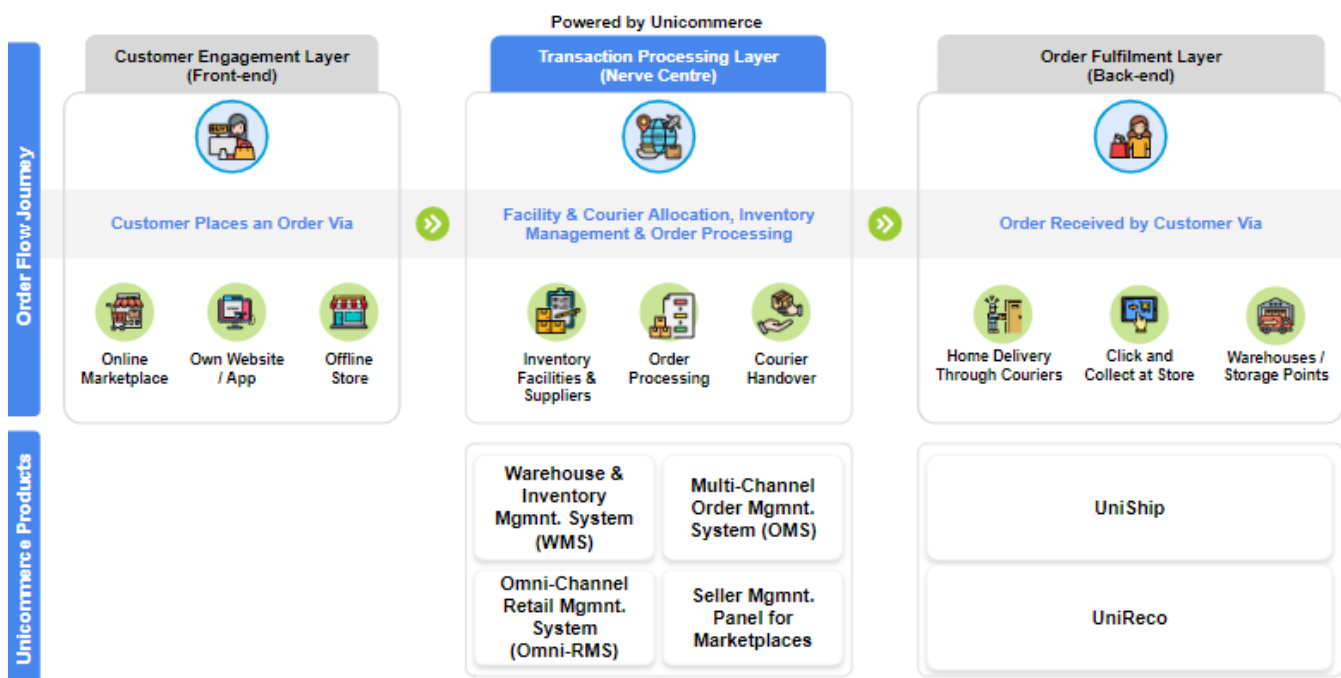 Powered by Unicommerce
Customer Engagement Layer
(Front-end)
Transaction Processing Layer
(Nerve Centre)
Order Fulfilment Layer
(Back-end)
Order Flow Journey
BUY
Customer Places an Order Via
Facility & Courier Allocation, Inventory
Management & Order Processing
Order Received by Customer Via
Online
Marketplace
Own Website
/ App
Offline
Store
Inventory
Facilities &
Suppliers
Order
Processing
Courier
Handover
Home Delivery
Through Couriers
Click and
Collect at Store
Warehouses /
Storage Points
Unicommerce Products
Warehouse &
Inventory
Mgmnt. System
(WMS)
Multi-Channel
Order Mgmnt.
System (OMS)
Omni-Channel
Retail Mgmnt.
System
(Omni-RMS)
Seller Mgmnt.
Panel for
Marketplaces
UniShip
UniReco